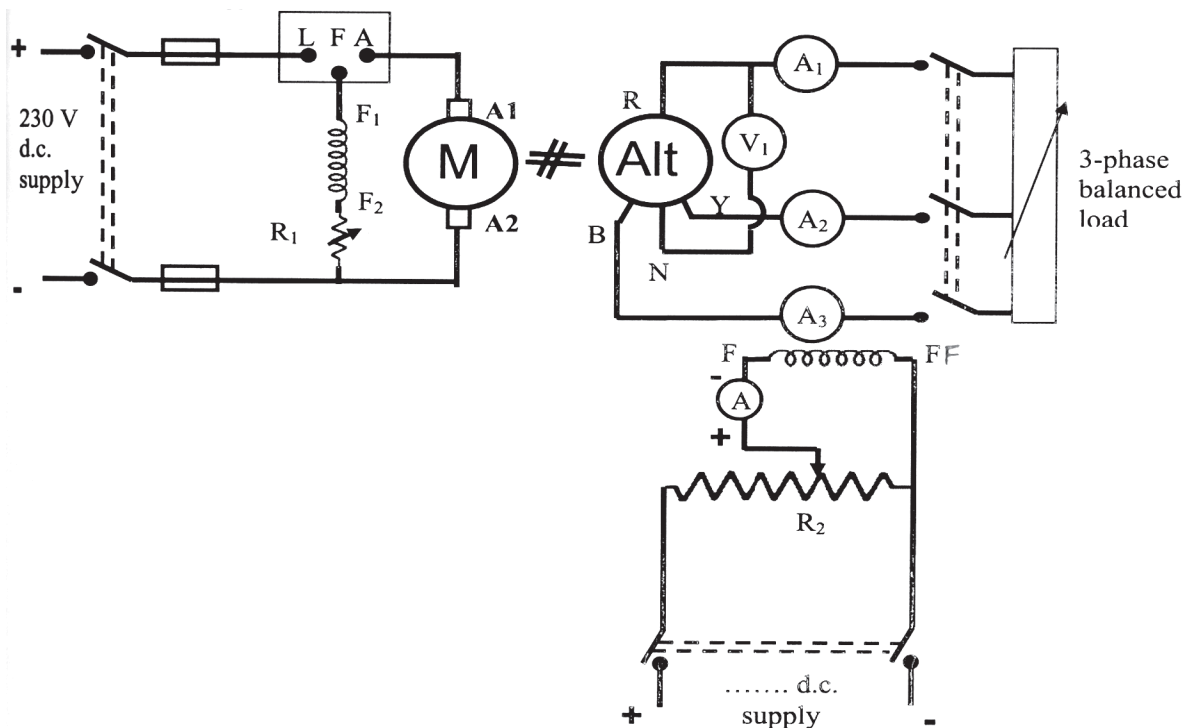 +
230 V
d.c.
supply
-
L F A
F₁
F₂
R₁
A1
M
A2
R
Alt
B
N
Y
V₁
A₁
A₂
A₃
3-phase
balanced
load
F
FF
-
A
+
R₂
....... d.c.
supply
+
-